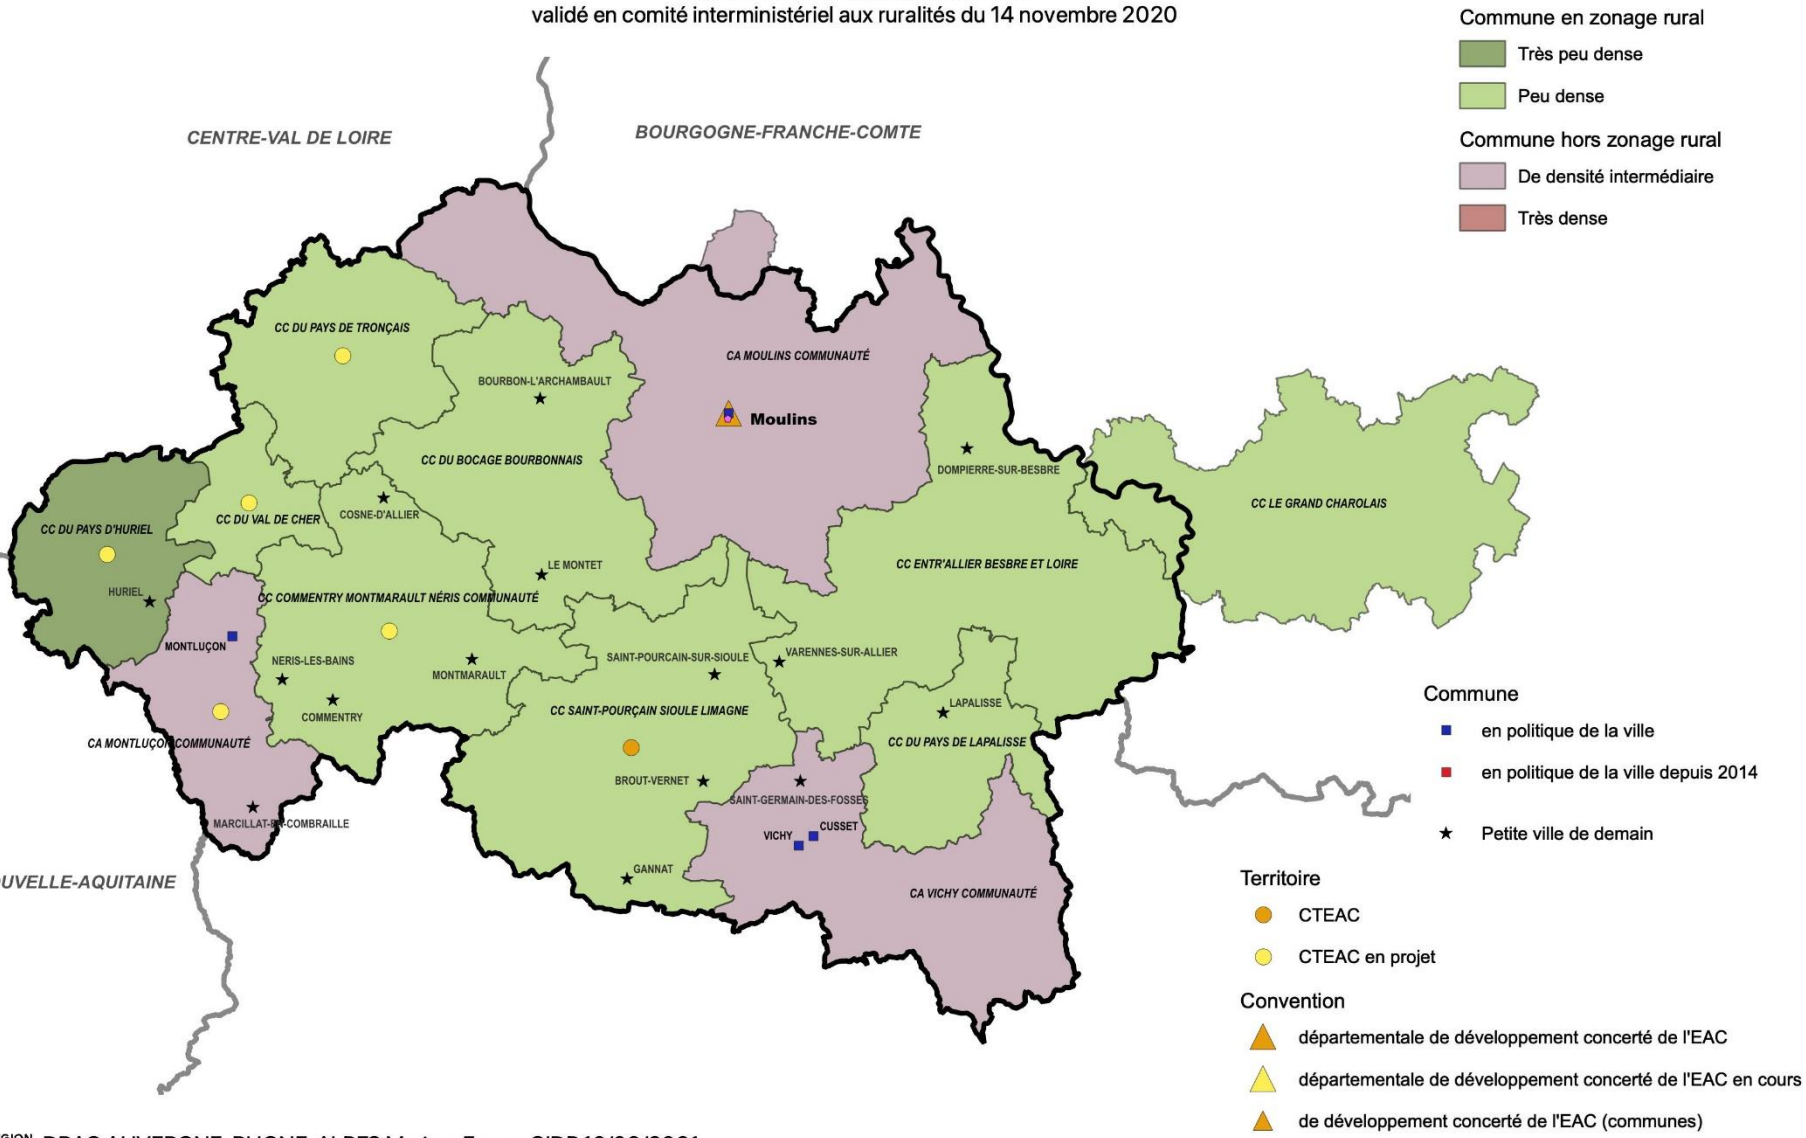 validé en comité interministériel aux ruralités du 14 novembre 2020
Commune en zonage rural
Très peu dense
Peu dense
Commune hors zonage rural
De densité intermédiaire
Très dense
CENTRE-VAL DE LOIRE
BOURGOGNE-FRANCHE-COMTE
CC DU PAYS DE TRONÇAIS
CA MOULINS COMMUNAUTÉ
BOURBON-L'ARCHAMBAULT
Moulins
CC DU BOCAGE BOURBONNAIS
DOMPIERRE-SUR-BESBRE
CC LE GRAND CHAROLAIS
COSNE-D'ALLIER
CC DU VAL DE CHER
CC DU PAYS D'HURIEL
LE MONTET
CC ENTR'ALLIER BESBRE ET LOIRE
HURIEL
CC COMMENTRY MONTMARAULT NÉRIS COMMUNAUTÉ
MONTLUÇON
NERIS-LES-BAINS
MONTMARAULT
SAINT-POURCAIN-SUR-SIOULE
VARENNES-SUR-ALLIER
COMMENTRY
CC SAINT-POURÇAIN SIOULE LIMAGNE
LAPALISSE
CA MONTLUÇON COMMUNAUTÉ
CC DU PAYS DE LAPALISSE
BROUT-VERNET
SAINT-GERMAIN-DES-FOSSES
MARCILLAT-EN-COMBRAILLE
VICHY
CUSSET
GANNAT
CA VICHY COMMUNAUTÉ
OUVELLE-AQUITAINE
Commune
en politique de la ville
en politique de la ville depuis 2014
Petite ville de demain
Territoire
CTEAC
CTEAC en projet
Convention
départementale de développement concerté de l'EAC
départementale de développement concerté de l'EAC en cours
de développement concerté de l'EAC (communes)